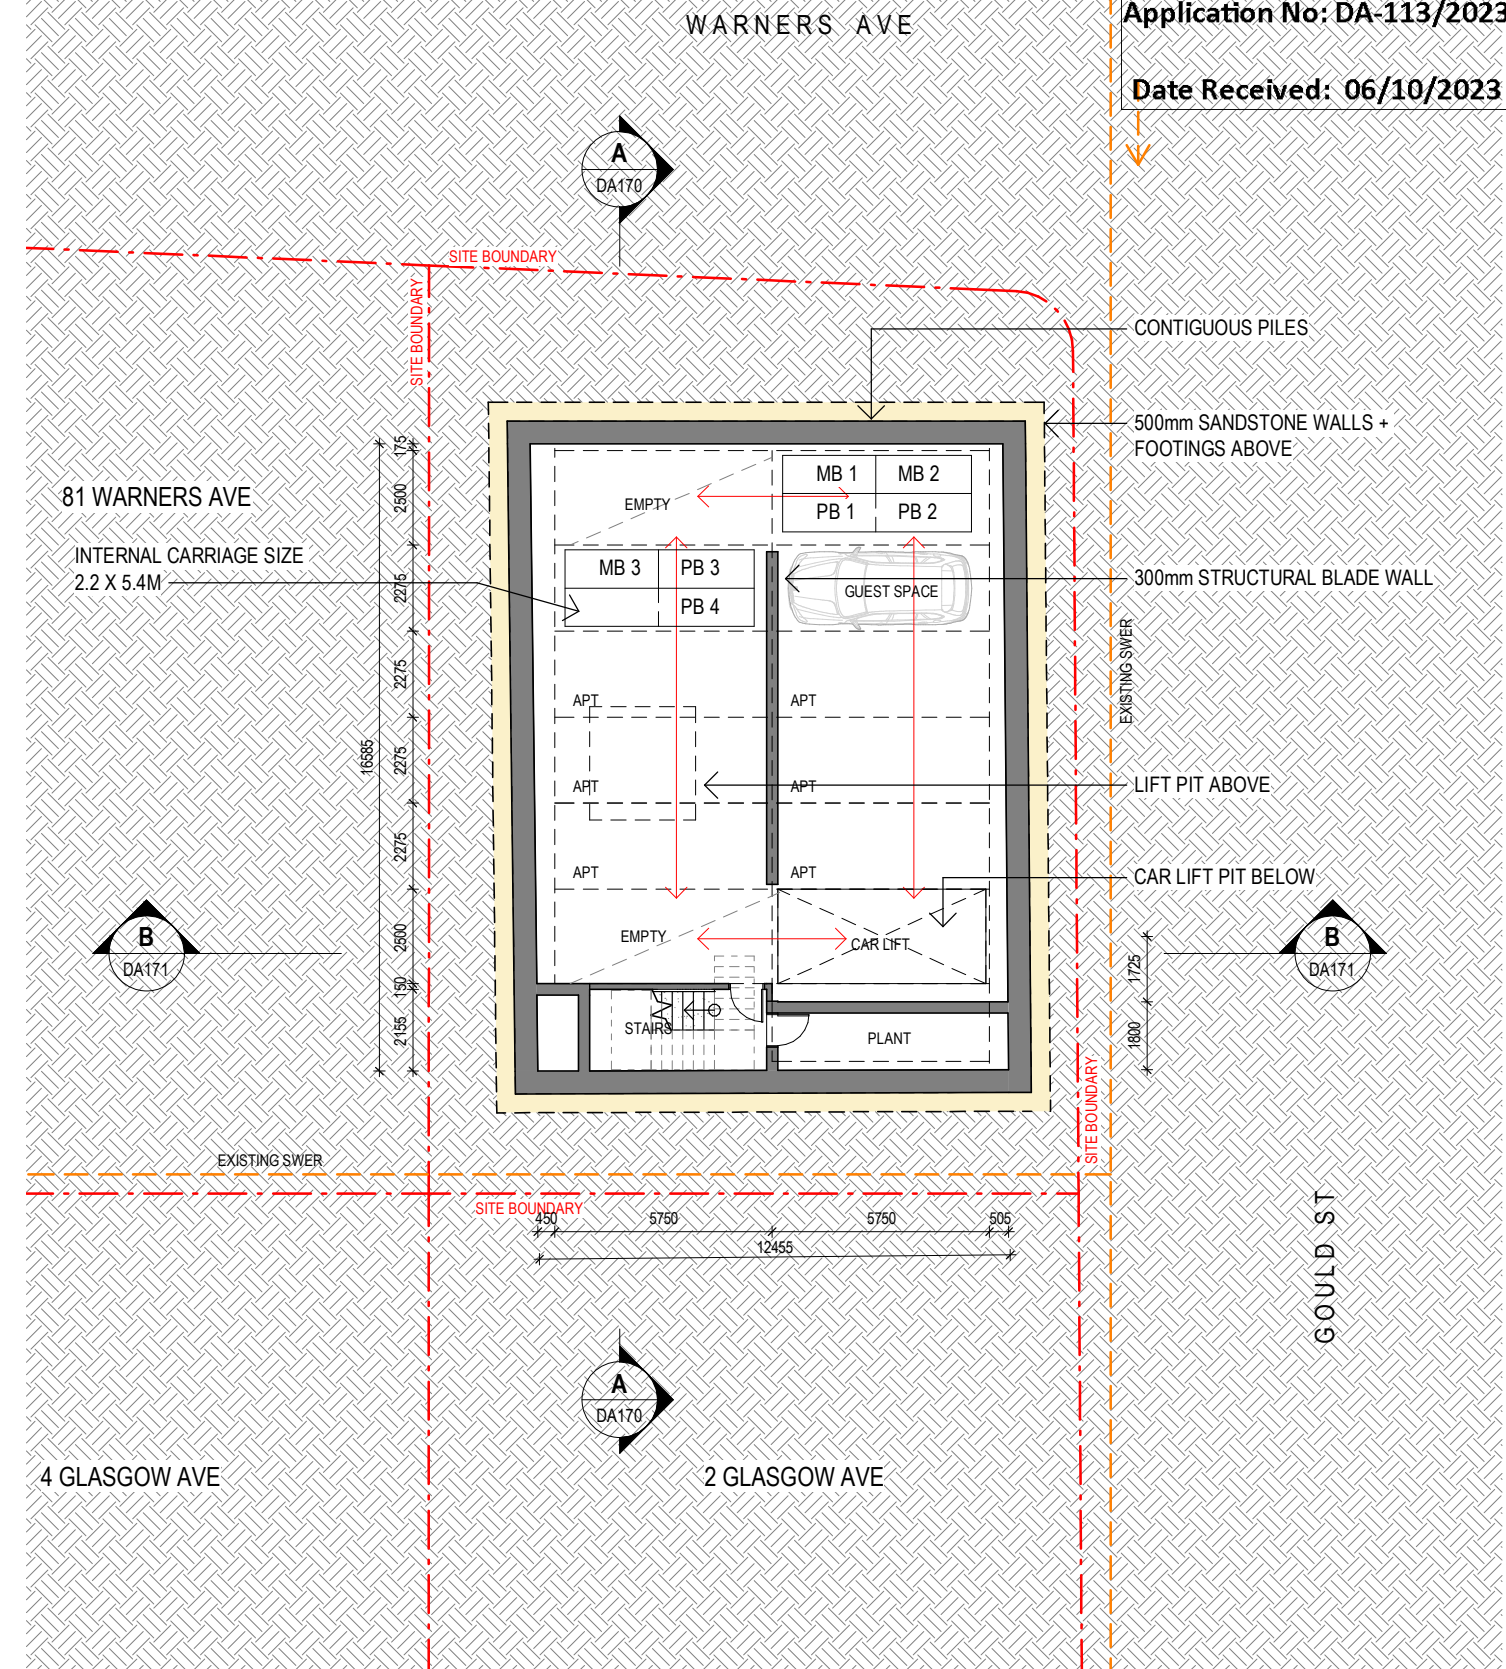 WARNERS AVE
Application No: DA-113/2023
Date Received: 06/10/2023
A
DA170
SITE BOUNDARY
SITE BOUNDARY
CONTIGUOUS PILES
500mm SANDSTONE WALLS +
FOOTINGS ABOVE
81 WARNERS AVE
INTERNAL CARRIAGE SIZE
2.2 X 5.4M
175
2500
2275
2275
2275
2275
2500
150
2155
16585
EMPTY
MB 1
MB 2
PB 1
PB 2
MB 3
PB 3
PB 4
GUEST SPACE
300mm STRUCTURAL BLADE WALL
EXISTING SWER
APT
APT
APT
APT
LIFT PIT ABOVE
APT
APT
CAR LIFT PIT BELOW
EMPTY
CAR LIFT
B
DA171
B
DA171
1725
1800
STAIRS
PLANT
SITE BOUNDARY
EXISTING SWER
SITE BOUNDARY
450
5750
5750
505
12455
GOULD ST
A
DA170
4 GLASGOW AVE
2 GLASGOW AVE